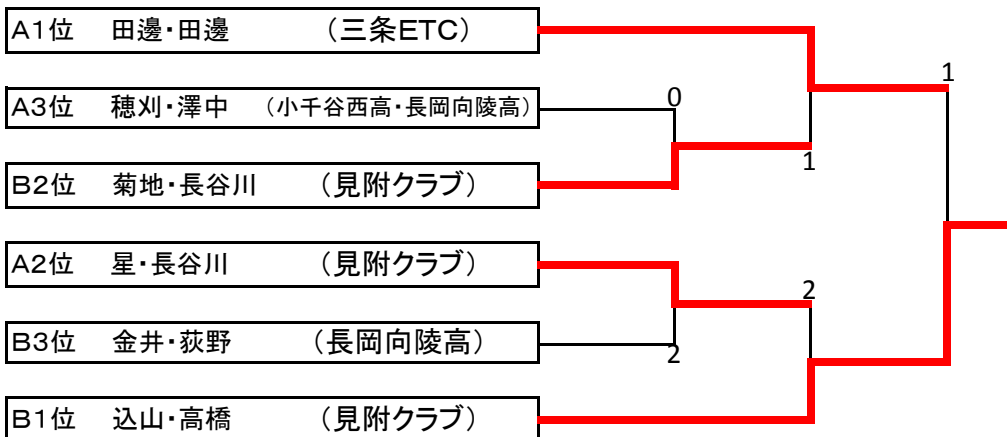 A1位 田邊・田邊 (三条ETC)
1
A3位 穂刈・澤中 (小千谷西高・長岡向陵高)
0
1
B2位 菊地・長谷川 (見附クラブ)
A2位 星・長谷川 (見附クラブ)
2
B3位 金井・荻野 (長岡向陵高)
2
B1位 込山・高橋 (見附クラブ)